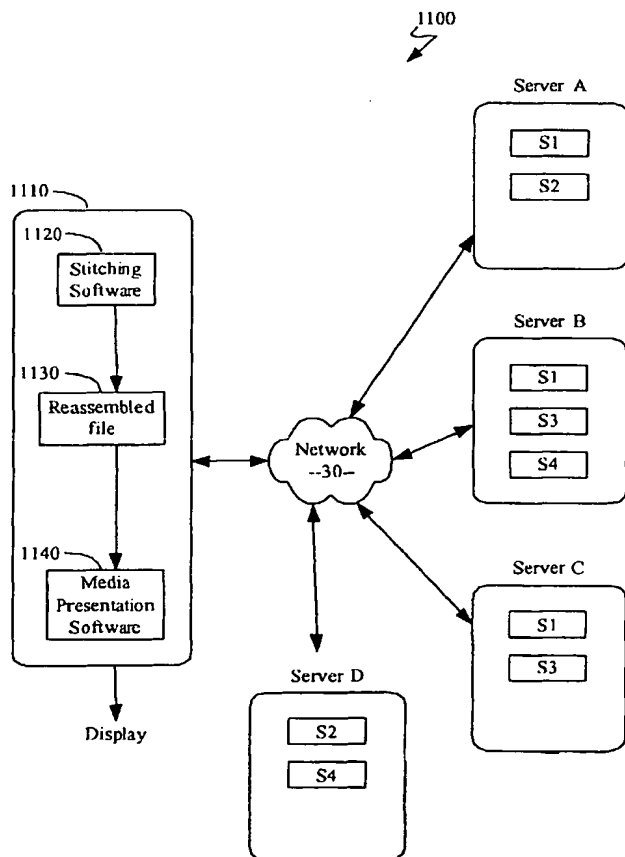 1100
Server A
S1
S2
1110
1120
Stitching
Software
1130
Reassembled
file
1140
Media
Presentation
Software
Display
Network
--30--
Server B
S1
S3
S4
Server C
S1
S3
Server D
S2
S4